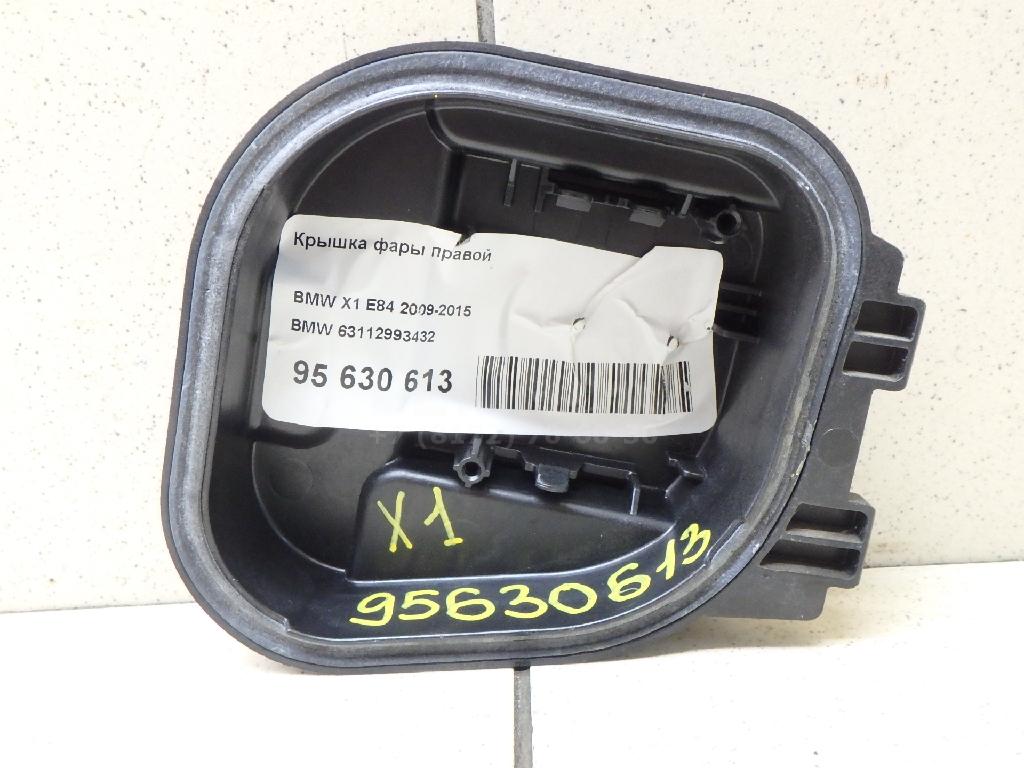 Крышка фары правой
BMW X1 E84 2009-2015
BMW 63112993432
95 630 613
X1
95630613